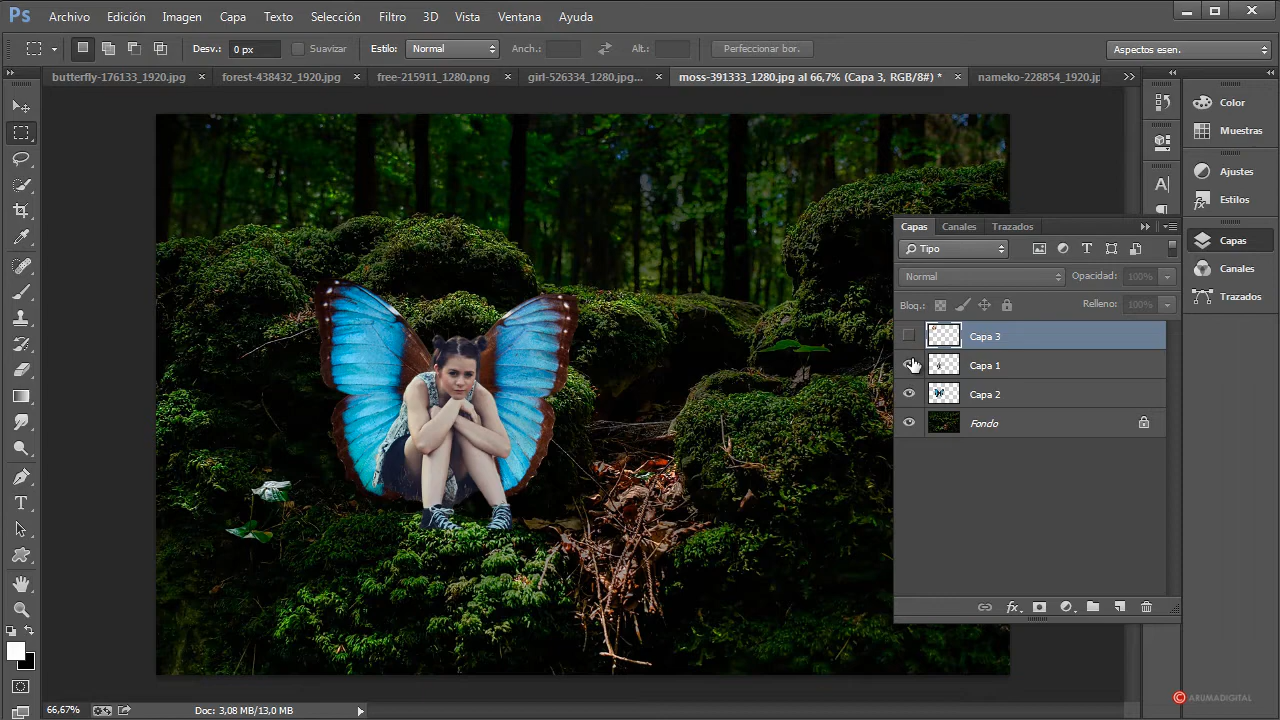 Ps Archivo Edición Imagen Capa Texto Selección Filtro 3D Vista Ventana Ayuda
Desv.: 0 px Suavizar Estilo: Normal Anch.: Alt.: Perfeccionar bor. Aspectos esen.
butterfly-176133_1920.jpg × forest-438432_1920.jpg × free-215911_1280.png × girl-526334_1280.jpg... × moss-391333_1280.jpg al 66,7% (Capa 3, RGB/8#) * × nameko-228854_1920.jp
Color
Muestras
Ajustes
Estilos
Capas
Canales
Trazados
Capas Canales Trazados
Tipo
Normal Opacidad: 100%
Bloq.: Relleno: 100%
Capa 3
Capa 1
Capa 2
Fondo
66,67% Doc: 3,08 MB/13,0 MB
© ARUMADIGITAL